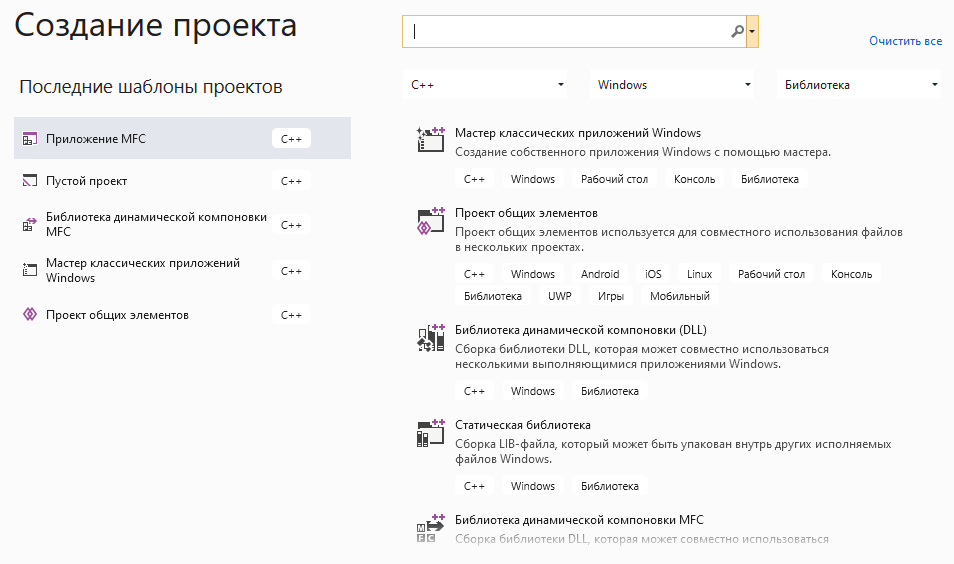 Создание проекта
Очистить все
Последние шаблоны проектов
Приложение MFC C++
Пустой проект C++
Библиотека динамической компоновки
MFC C++
Мастер классических приложений
Windows C++
Проект общих элементов C++
C++ Windows Библиотека
Мастер классических приложений Windows
Создание собственного приложения Windows с помощью мастера.
C++ Windows Рабочий стол Консоль Библиотека
Проект общих элементов
Проект общих элементов используется для совместного использования файлов
в нескольких проектах.
C++ Windows Android iOS Linux Рабочий стол Консоль
Библиотека UWP Игры Мобильный
Библиотека динамической компоновки (DLL)
Сборка библиотеки DLL, которая может совместно использоваться
несколькими выполняющимися приложениями Windows.
C++ Windows Библиотека
Статическая библиотека
Сборка LIB-файла, который может быть упакован внутрь других исполняемых
файлов Windows.
C++ Windows Библиотека
Библиотека динамической компоновки MFC
Сборка библиотеки DLL, которая может совместно использоваться